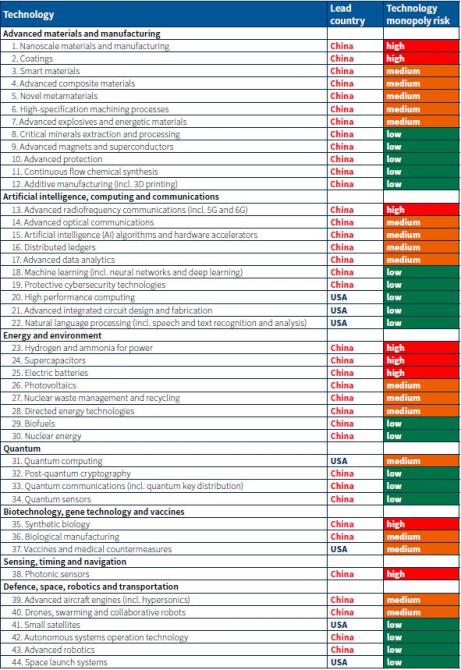 Technology Lead country Technology monopoly risk
Advanced materials and manufacturing
1. Nanoscale materials and manufacturing China high
2. Coatings China high
3. Smart materials China medium
4. Advanced composite materials China medium
5. Novel metamaterials China medium
6. High-specification machining processes China medium
7. Advanced explosives and energetic materials China medium
8. Critical minerals extraction and processing China low
9. Advanced magnets and superconductors China low
10. Advanced protection China low
11. Continuous flow chemical synthesis China low
12. Additive manufacturing (incl. 3D printing) China low
Artificial intelligence, computing and communications
13. Advanced radiofrequency communications (incl. 5G and 6G) China high
14. Advanced optical communications China medium
15. Artificial intelligence (AI) algorithms and hardware accelerators China medium
16. Distributed ledgers China medium
17. Advanced data analytics China medium
18. Machine learning (incl. neural networks and deep learning) China low
19. Protective cybersecurity technologies China low
20. High performance computing USA low
21. Advanced integrated circuit design and fabrication USA low
22. Natural language processing (incl. speech and text recognition and analysis) USA low
Energy and environment
23. Hydrogen and ammonia for power China high
24. Supercapacitors China high
25. Electric batteries China high
26. Photovoltaics China medium
27. Nuclear waste management and recycling China medium
28. Directed energy technologies China medium
29. Biofuels China low
30. Nuclear energy China low
Quantum
31. Quantum computing USA medium
32. Post-quantum cryptography China low
33. Quantum communications (incl. quantum key distribution) China low
34. Quantum sensors China low
Biotechnology, gene technology and vaccines
35. Synthetic biology China high
36. Biological manufacturing China medium
37. Vaccines and medical countermeasures USA medium
Sensing, timing and navigation
38. Photonic sensors China high
Defence, space, robotics and transportation
39. Advanced aircraft engines (incl. hypersonics) China medium
40. Drones, swarming and collaborative robots China medium
41. Small satellites USA low
42. Autonomous systems operation technology China low
43. Advanced robotics China low
44. Space launch systems USA low